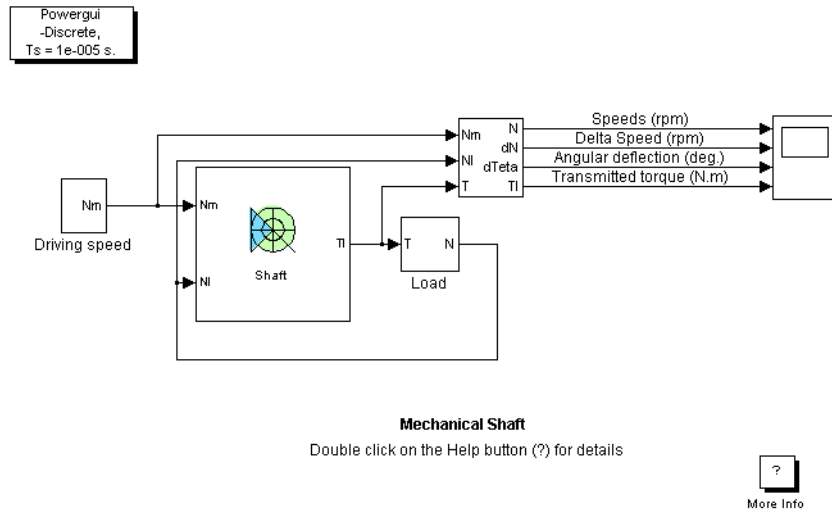 Powergui
-Discrete,
Ts = 1e-005 s.
Nm
Driving speed
Nm
Nl
Tl
Shaft
T
N
Load
Nm
Nl
T
N
dN
dTeta
Tl
Speeds (rpm)
Delta Speed (rpm)
Angular deflection (deg.)
Transmitted torque (N.m)
Mechanical Shaft
Double click on the Help button (?) for details
?
More Info